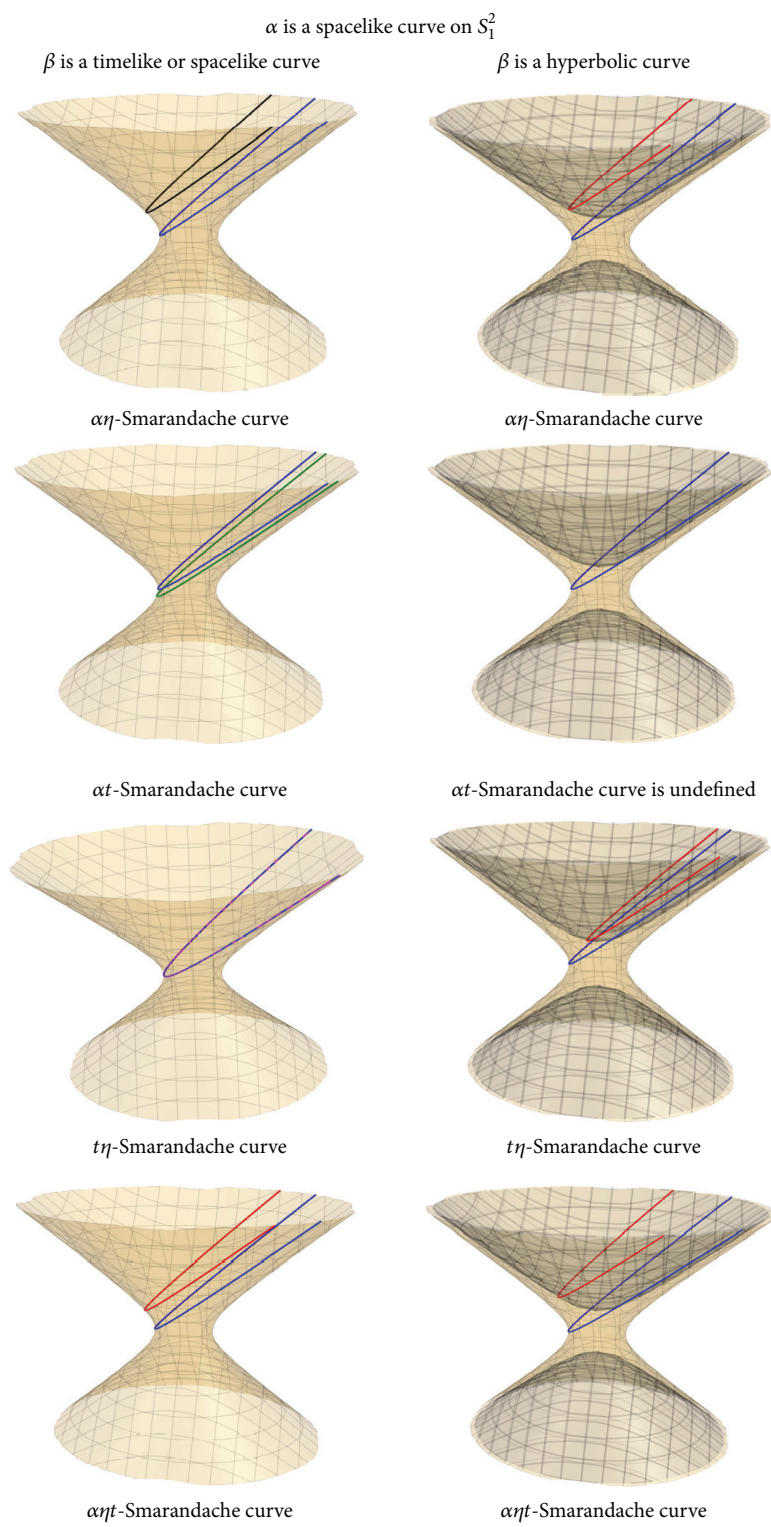 α is a spacelike curve on S₁²
β is a timelike or spacelike curve
β is a hyperbolic curve
αη-Smarandache curve
αη-Smarandache curve
αt-Smarandache curve
αt-Smarandache curve is undefined
tη-Smarandache curve
tη-Smarandache curve
αηt-Smarandache curve
αηt-Smarandache curve